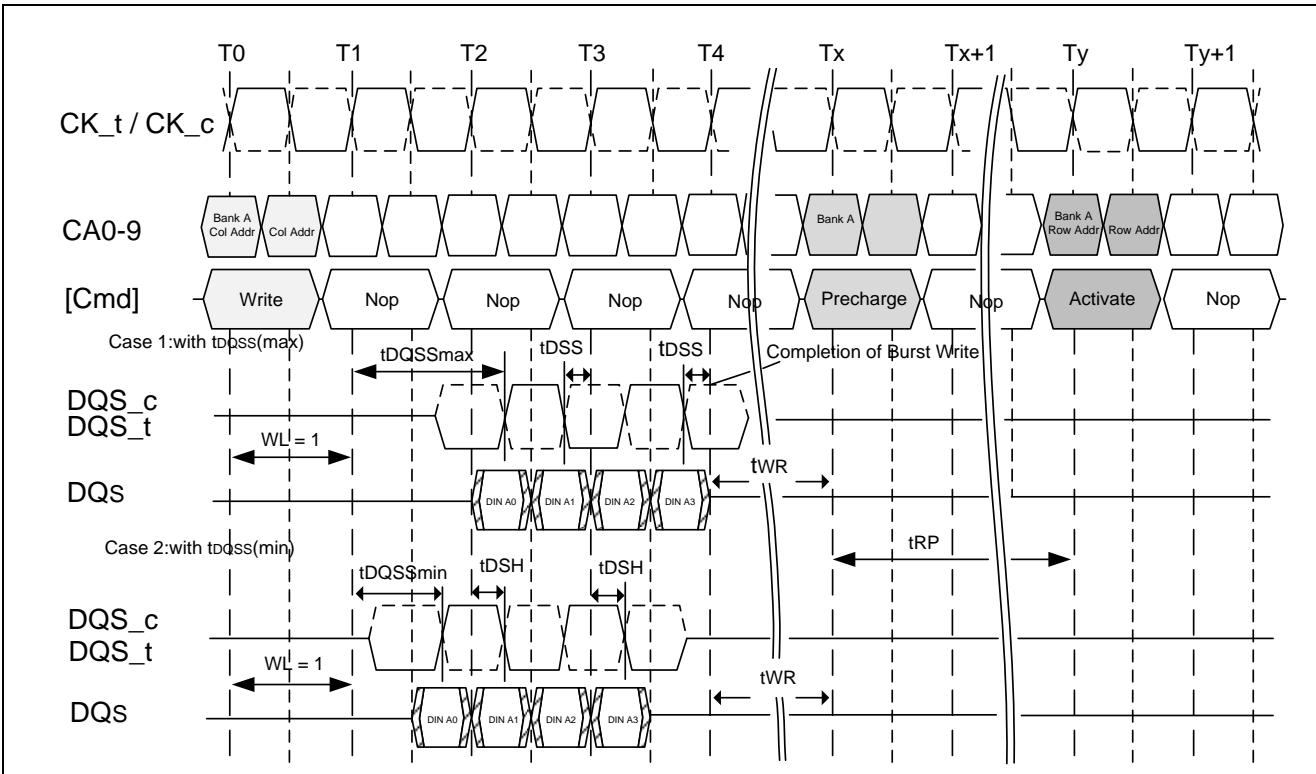 T0 T1 T2 T3 T4 Tx Tx+1 Ty Ty+1
CK_t / CK_c
CA0-9
Bank A
Col Addr
Col Addr
Bank A
Bank A
Row Addr
Row Addr
[Cmd] Write Nop Nop Nop Nop Precharge Nop Activate Nop
Case 1:with tDQSS(max)
tDQSSmax tDSS tDSS Completion of Burst Write
DQS_c
DQS_t
WL = 1
tWR
DQs DIN A0 DIN A1 DIN A2 DIN A3
Case 2:with tDQSS(min)
tRP
tDQSSmin tDSH tDSH
DQS_c
DQS_t
WL = 1
tWR
DQs DIN A0 DIN A1 DIN A2 DIN A3